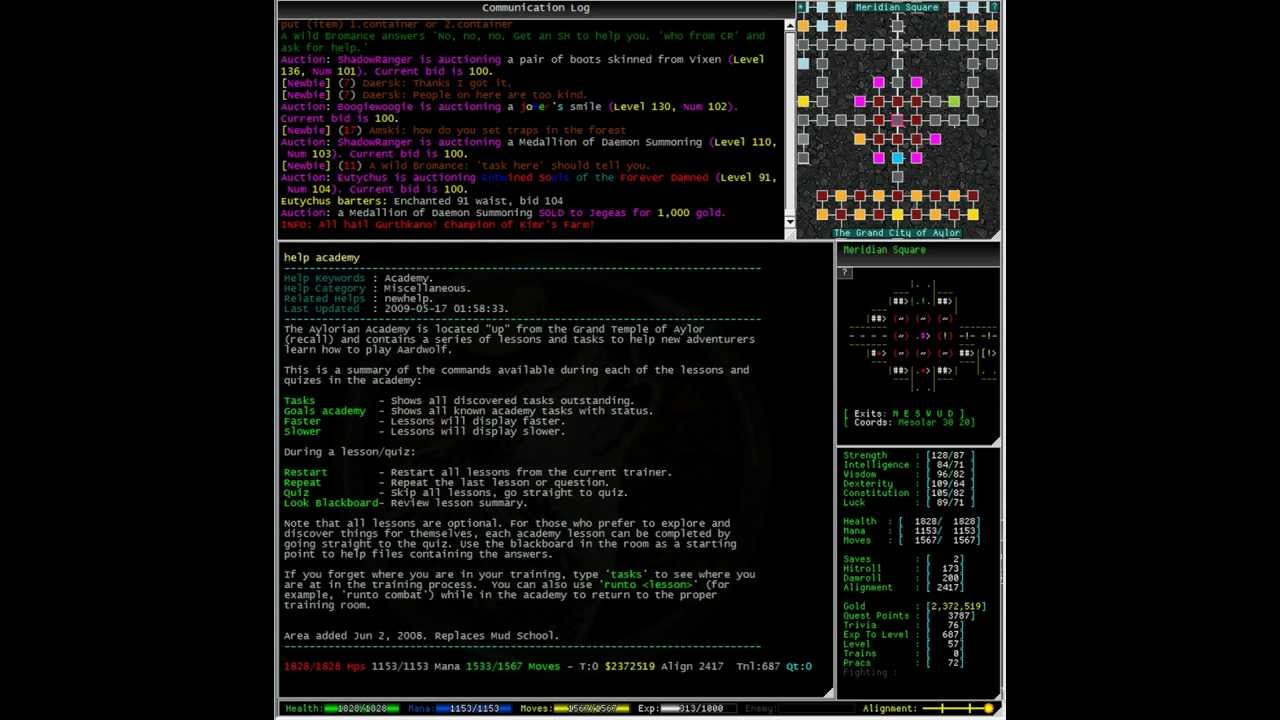 Communication Log
put (item) 1.container or 2.container
A wild Bromance answers 'No, no, no. Get an SH to help you. 'who from CR' and
ask for help.'
Auction: ShadowRanger is auctioning a pair of boots skinned from Vixen (Level
136, Num 101). Current bid is 100.
[Newbie] (7) Daersk: Thanks I got it.
[Newbie] (7) Daersk: People on here are too kind.
Auction: Boogiewoogie is auctioning a joker's smile (Level 130, Num 102).
Current bid is 100.
[Newbie] (17) Amski: how do you set traps in the forest
Auction: ShadowRanger is auctioning a Medallion of Daemon Summoning (Level 110,
Num 103). Current bid is 100.
[Newbie] (11) A wild Bromance: 'task here' should tell you.
Auction: Eutychus is auctioning Entwined Souls of the Forever Damned (Level 91,
Num 104). Current bid is 100.
Eutychus barters: Enchanted 91 waist, bid 104
Auction: a Medallion of Daemon Summoning SOLD to Jegeas for 1,000 gold.
INFO: All hail Gurthkano! Champion of Kimr's Farm!
Meridian Square
?
The Grand City of Aylor
help academy
Help Keywords : Academy.
Help Category : Miscellaneous.
Related Helps : newhelp.
Last Updated : 2009-05-17 01:58:33.
The Aylorian Academy is located "Up" from the Grand Temple of Aylor
(recall) and contains a series of lessons and tasks to help new adventurers
learn how to play Aardwolf.
This is a summary of the commands available during each of the lessons and
quizes in the academy:
Tasks - Shows all discovered tasks outstanding.
Goals academy - Shows all known academy tasks with status.
Faster - Lessons will display faster.
Slower - Lessons will display slower.
During a lesson/quiz:
Restart - Restart all lessons from the current trainer.
Repeat - Repeat the last lesson or question.
Quiz - Skip all lessons, go straight to quiz.
Look Blackboard- Review lesson summary.
Note that all lessons are optional. For those who prefer to explore and
discover things for themselves, each academy lesson can be completed by
going straight to the quiz. Use the blackboard in the room as a starting
point to help files containing the answers.
If you forget where you are in your training, type 'tasks' to see where you
are at in the training process. You can also use 'runto <lesson>' (for
example, 'runto combat') while in the academy to return to the proper
training room.
Area added Jun 2, 2008. Replaces Mud School.
1828/1828 Hps 1153/1153 Mana 1533/1567 Moves - T:0 $2372519 Align 2417 Tnl:687 Qt:0
Meridian Square
?
[ Exits: N E S W U D ]
[ Coords: Mesolar 30 20]
Strength : [128/87 ]
Intelligence : [ 84/71 ]
Wisdom : [ 96/82 ]
Dexterity : [109/64 ]
Constitution : [105/82 ]
Luck : [ 89/71 ]
Health : [ 1828/ 1828]
Mana : [ 1153/ 1153]
Moves : [ 1567/ 1567]
Saves : [ 2]
Hitroll : [ 173]
Damroll : [ 200]
Alignment : [ 2417]
Gold : [2,372,519]
Quest Points : [ 3787]
Trivia : [ 76]
Exp To Level : [ 687]
Level : [ 57]
Trains : [ 0]
Pracs : [ 72]
Fighting :
Health: 1828/1828 Mana: 1153/1153 Moves: 1567/1567 Exp: 313/1000 Enemy: Alignment: